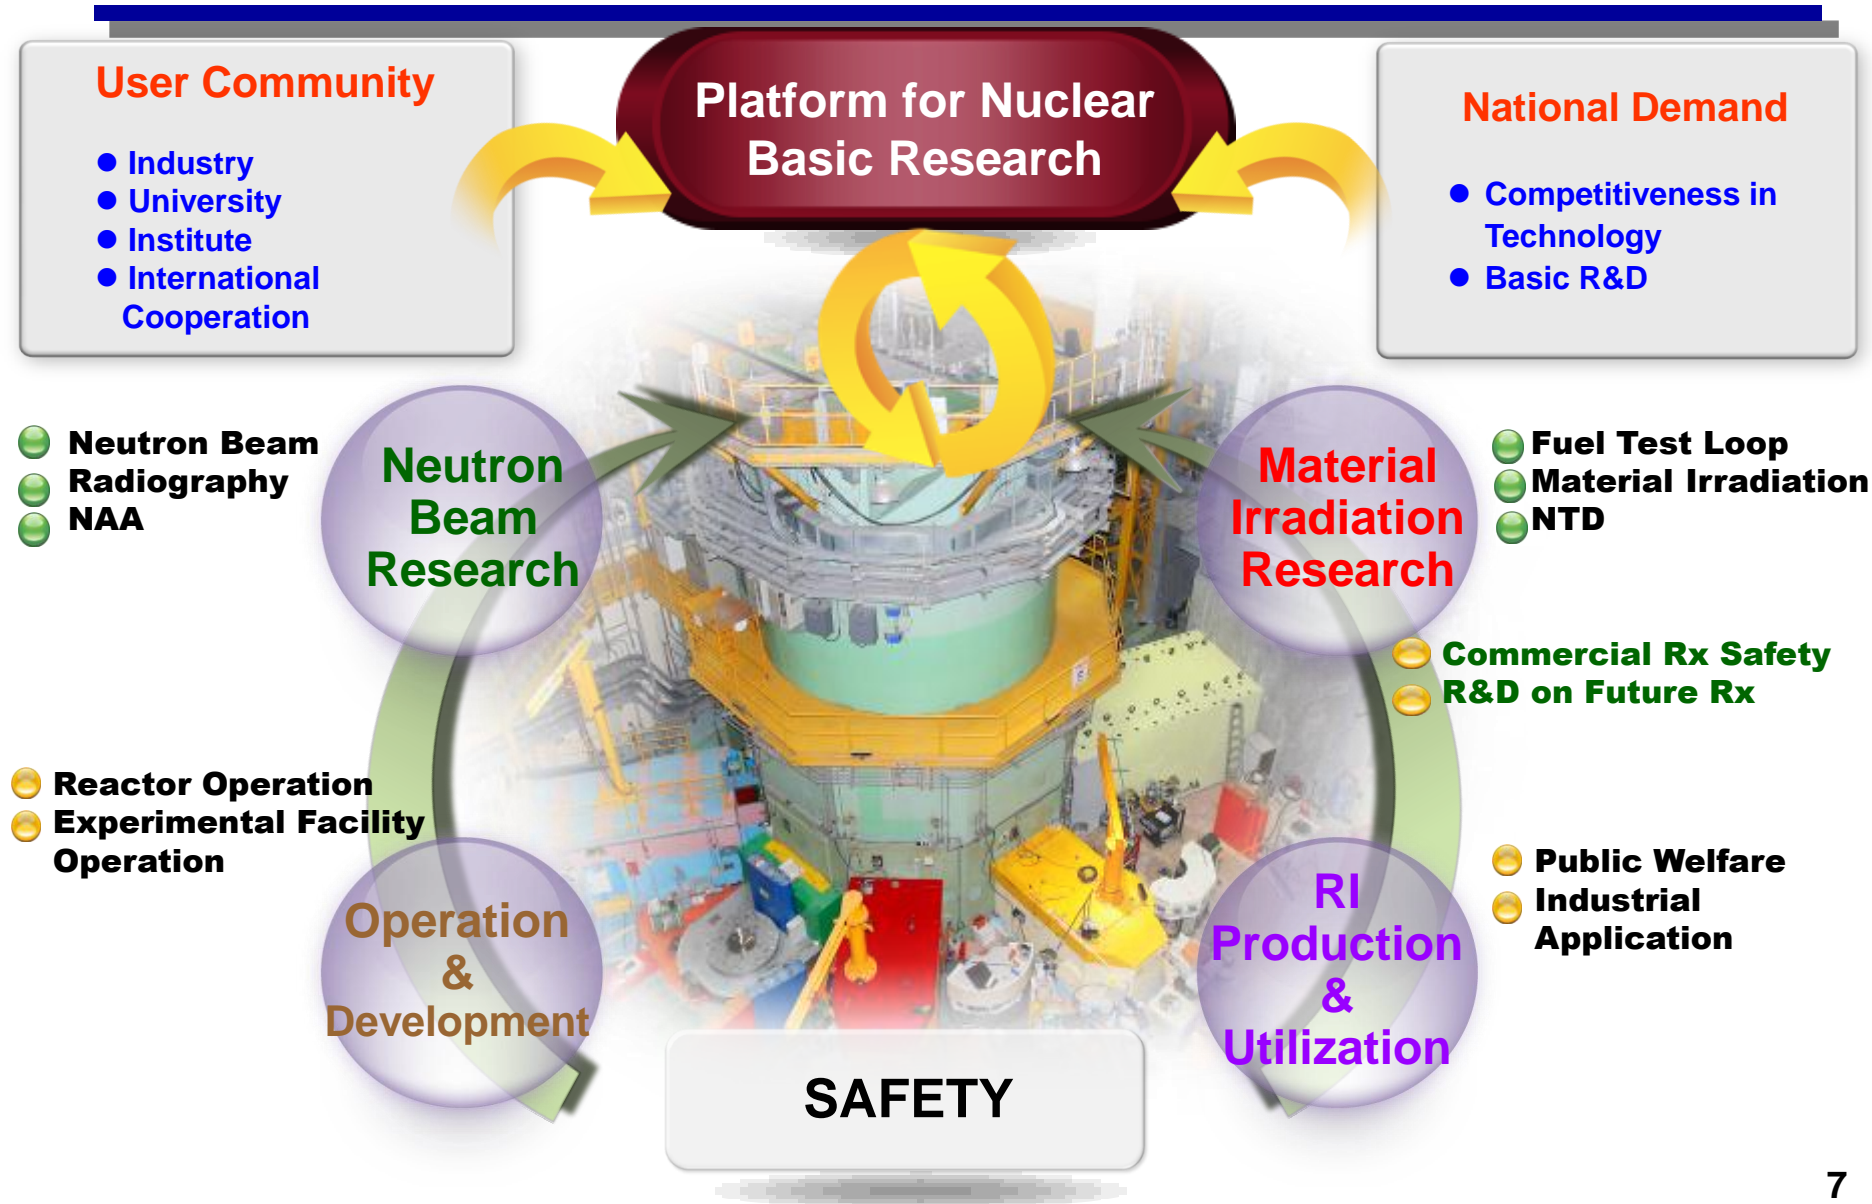 User Community
● Industry
● University
● Institute
● International
Cooperation
Platform for Nuclear
Basic Research
National Demand
● Competitiveness in
Technology
● Basic R&D
Neutron Beam
Radiography
NAA
Neutron
Beam
Research
Material
Irradiation
Research
Fuel Test Loop
Material Irradiation
NTD
Commercial Rx Safety
R&D on Future Rx
Reactor Operation
Experimental Facility
Operation
Operation
&
Development
RI
Production
&
Utilization
Public Welfare
Industrial
Application
SAFETY
7